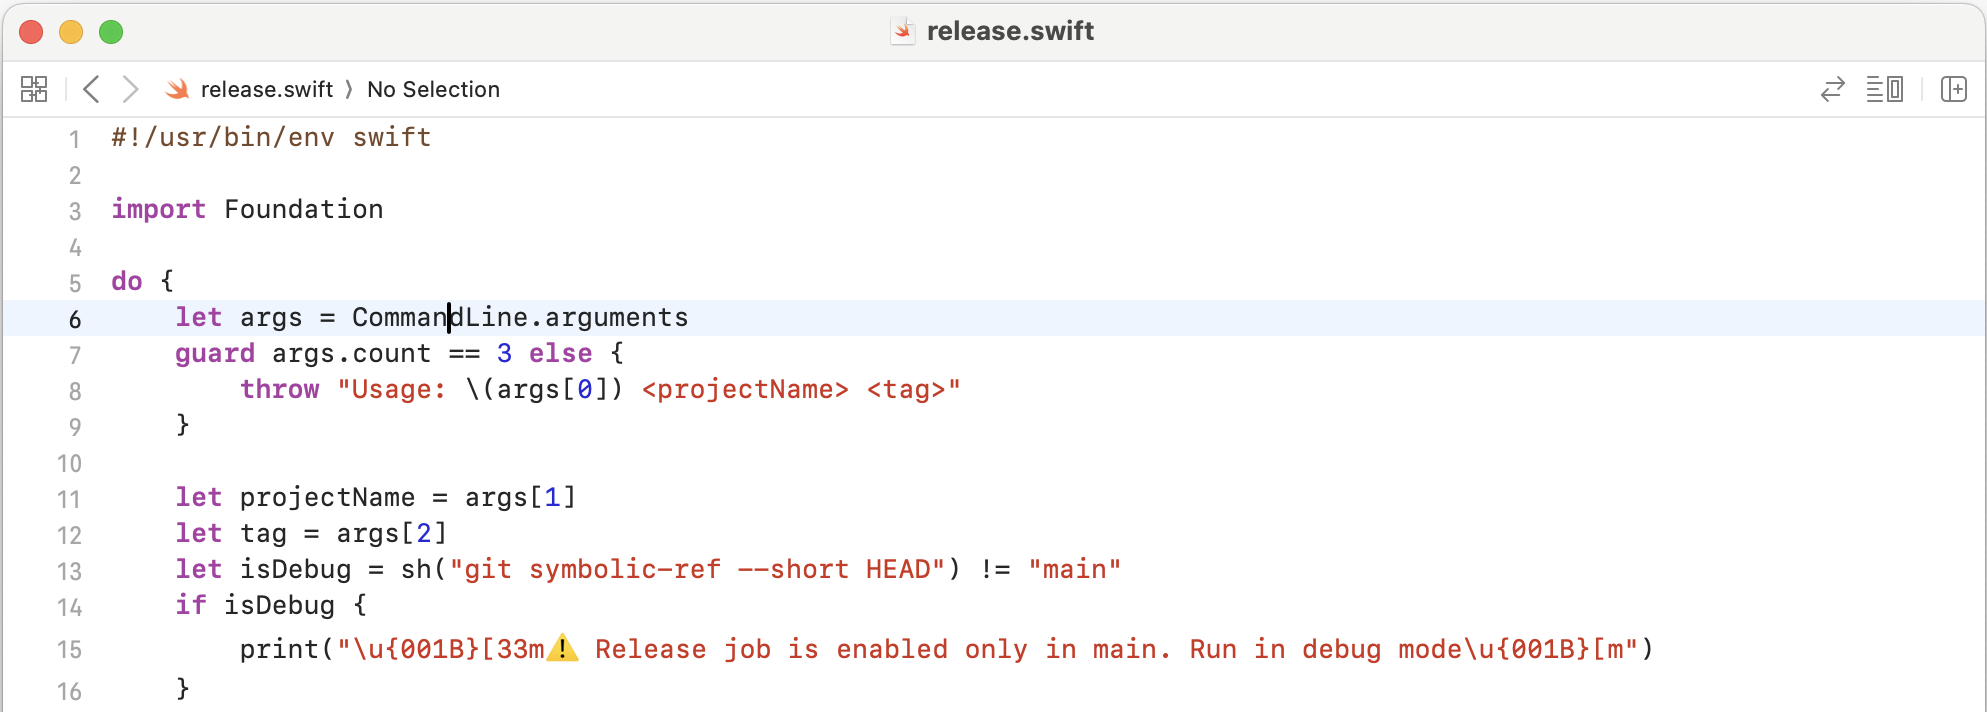 release.swift
release.swift 〉 No Selection
1 #!/usr/bin/env swift
2
3 import Foundation
4
5 do {
6     let args = CommandLine.arguments
7     guard args.count == 3 else {
8         throw "Usage: \(args[0]) <projectName> <tag>"
9     }
10
11     let projectName = args[1]
12     let tag = args[2]
13     let isDebug = sh("git symbolic-ref --short HEAD") != "main"
14     if isDebug {
15         print("\u{001B}[33m⚠️ Release job is enabled only in main. Run in debug mode\u{001B}[m")
16     }